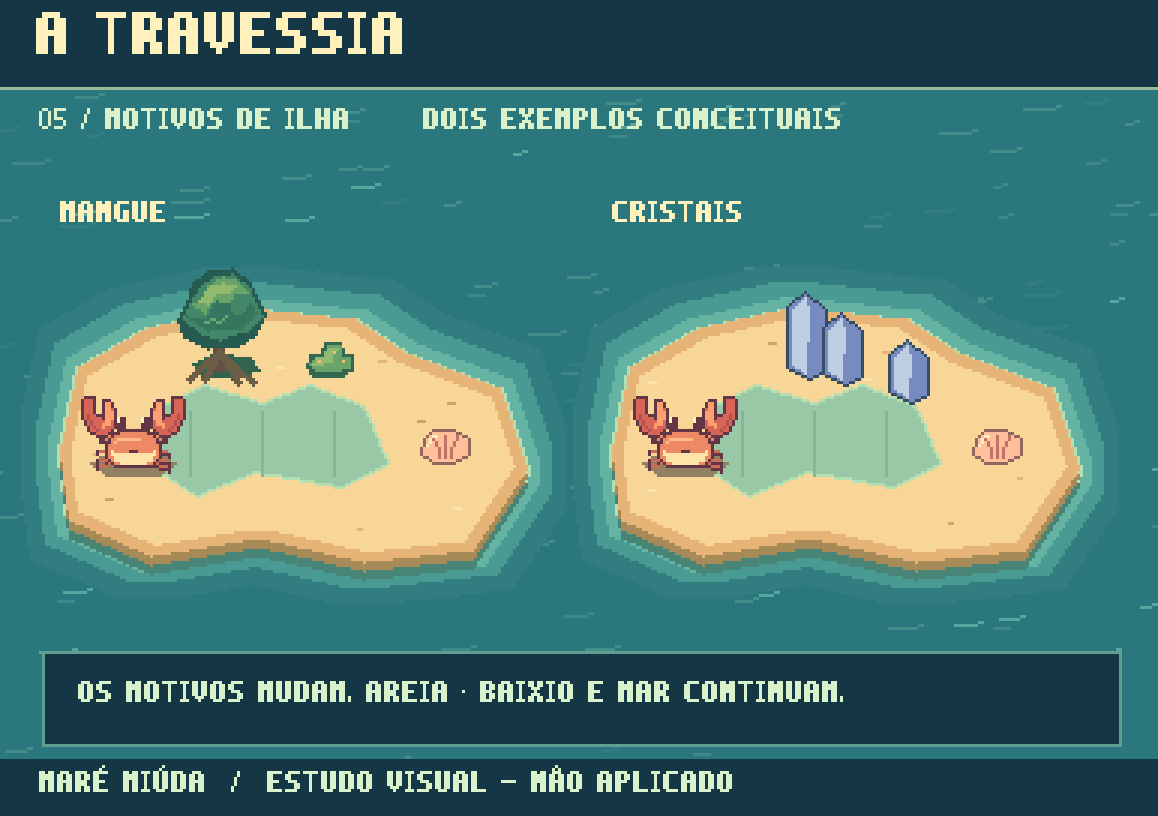 A TRAVESSIA
05 / MOTIVOS DE ILHA DOIS EXEMPLOS CONCEITUAIS
MANGUE CRISTAIS
OS MOTIVOS MUDAM. AREIA · BAIXIO E MAR CONTINUAM.
MARÉ MIÚDA / ESTUDO VISUAL — NÃO APLICADO